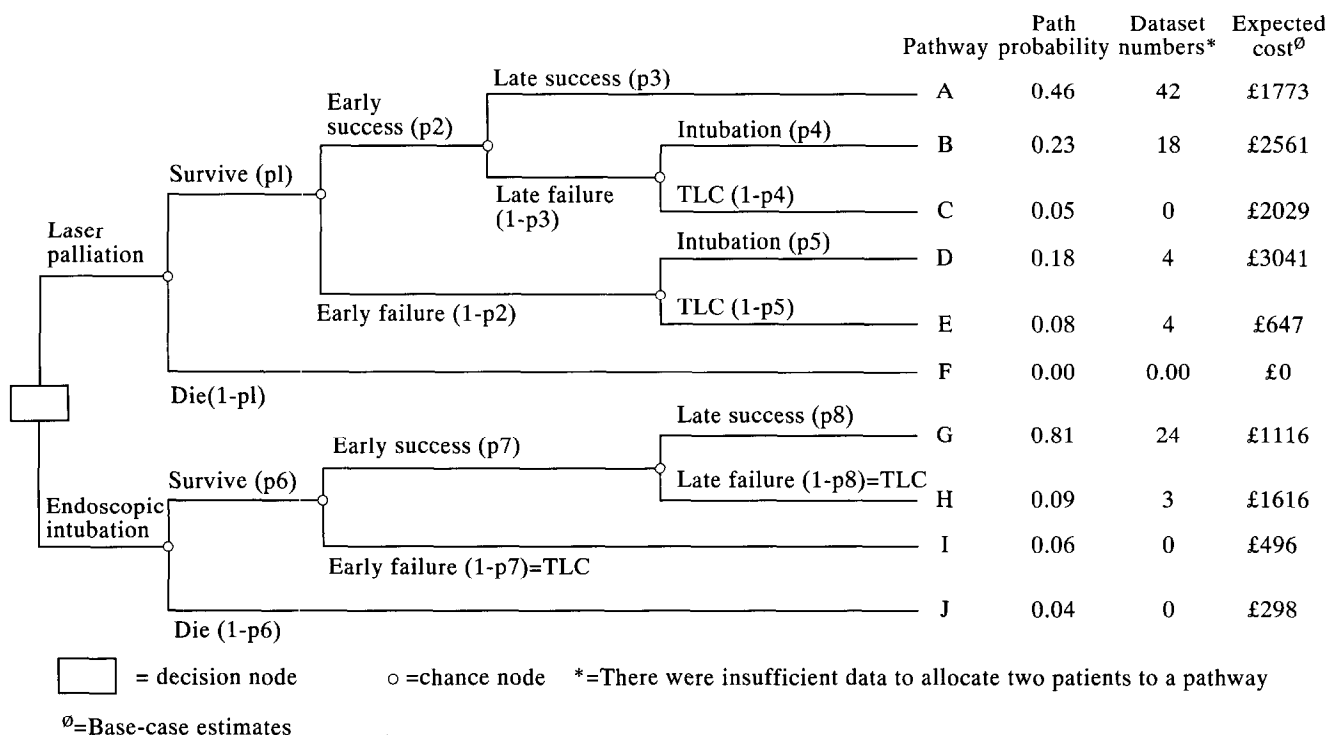 Path Dataset Expected
Pathway probability numbers* cost^ø
Late success (p3) A 0.46 42 £1773
Early
success (p2)
Intubation (p4) B 0.23 18 £2561
Survive (pl)
Late failure
(1-p3)
TLC (1-p4) C 0.05 0 £2029
Laser
palliation
Intubation (p5) D 0.18 4 £3041
Early failure (1-p2)
TLC (1-p5) E 0.08 4 £647
Die(1-pl) F 0.00 0.00 £0
Late success (p8) G 0.81 24 £1116
Early success (p7)
Survive (p6)
Late failure (1-p8)=TLC H 0.09 3 £1616
Endoscopic
intubation
Early failure (1-p7)=TLC I 0.06 0 £496
Die (1-p6) J 0.04 0 £298
= decision node o =chance node *=There were insufficient data to allocate two patients to a pathway
ø=Base-case estimates